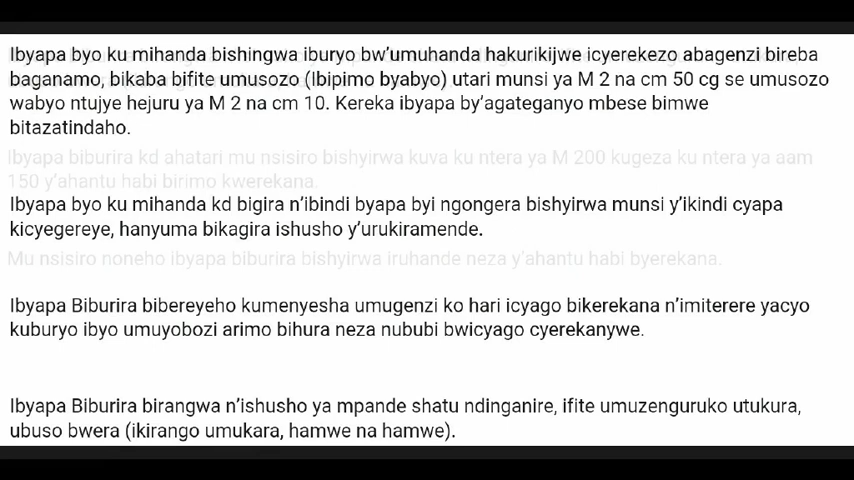 Ibyapa byo ku mihanda bishingwa iburyo bw'umuhanda hakurikijwe icyerekezo abagenzi bireba
baganamo, bikaba bifite umusozo (Ibipimo byabyo) utari munsi ya M 2 na cm 50 cg se umusozo
wabyo ntujye hejuru ya M 2 na cm 10. Kereka ibyapa by'agateganyo mbese bimwe
bitazatindaho.
Ibyapa biburira kd ahatari mu nsisiro bishyirwa kuva ku ntera ya M 200 kugeza ku ntera ya aam
150 y'ahantu habi birimo kwerekana.
Ibyapa byo ku mihanda kd bigira n'ibindi byapa byi ngongera bishyirwa munsi y'ikindi cyapa
kicyegereye, hanyuma bikagira ishusho y'urukiramende.
Mu nsisiro noneho ibyapa biburira bishyirwa iruhande neza y'ahantu habi byerekana.
Ibyapa Biburira bibereyeho kumenyesha umugenzi ko hari icyago bikerekana n'imiterere yacyo
kuburyo ibyo umuyobozi arimo bihura neza nububi bwicyago cyerekanywe.
Ibyapa Biburira birangwa n'ishusho ya mpande shatu ndinganire, ifite umuzenguruko utukura,
ubuso bwera (ikirango umukara, hamwe na hamwe).